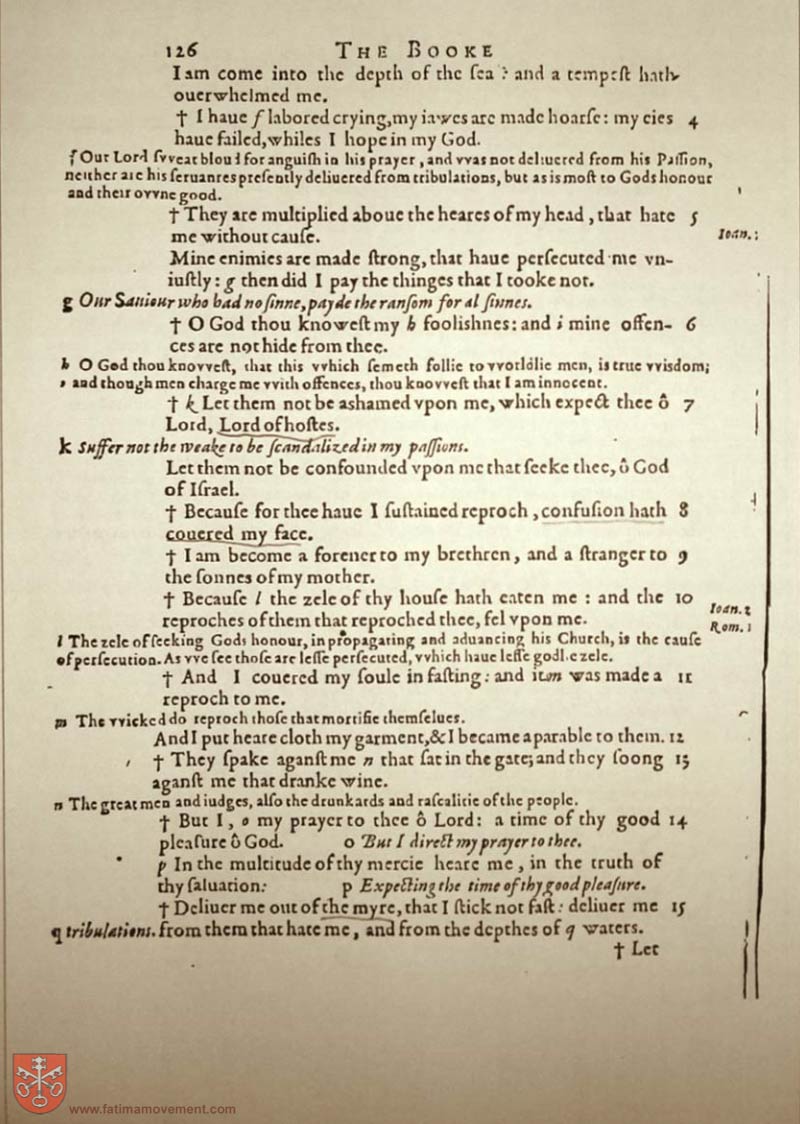 126 THE BOOKE
I am come into the depth of the ſea : and a tempeſt hath
ouerwhelmed me.
† I haue ſ labored crying, my iawes are made hoarſe: my eies 4
haue failed, whiles I hope in my God.
ſ Our Lord ſvveat bloud for anguiſh in his prayer, and vvas not deliuered from his Paſſion,
neither are his ſeruantes preſently deliuered from tribulations, but as is moſt to Gods honour
and their ovvne good.
† They are multiplied aboue the heares of my head, that hate 5
me without cauſe. Ioan. :
Mine enimies are made ſtrong, that haue perſecuted me vn-
iuſtly: g then did I pay the thinges that I tooke not.
g Our Sauiour who had no ſinne, payde the ranſom for al ſinnes.
† O God thou knoweſt my h fooliſhnes: and i mine offen- 6
ces are not hide from thee.
h O God thou knovveſt, that this vvhich ſemeth follie to vvorldlie men, is true vviſdom;
ı and though men charge me vvith offences, thou knovveſt that I am innocent.
† k Let them not be aſhamed vpon me, which expect thee ô 7
Lord, Lord of hoſtes.
k Suffer not the weake to be ſcandalized in my paſſions.
Let them not be confounded vpon me that ſeeke thee, ô God
of Iſrael.
† Becauſe for thee haue I ſuſtained reproch, confuſion hath 8
couered my face.
† I am become a forener to my brethren, and a ſtranger to 9
the ſonnes of my mother.
† Becauſe l the zele of thy houſe hath eaten me : and the 10
Ioan. 2
reproches of them that reproched thee, fel vpon me.
Rom. 1
l The zele of ſeeking Gods honour, in propagating and aduancing his Church, is the cauſe
of perſecution. As vve ſee thoſe are leſſe perſecuted, vvhich haue leſſe godlie zele.
† And I couered my ſoule in faſting: and it m was made a 11
reproch to me.
m The vvicked do reproch thoſe that mortifie themſelues.
And I put heare cloth my garment, & I became a parable to them. 12
† They ſpake aganſt me n that ſat in the gate; and they ſoong 13
aganſt me that dranke wine.
n The great men and iudges, alſo the drunkards and raſcalitie of the people.
† But I, o my prayer to thee ô Lord: a time of thy good 14
pleaſure ô God. o But I direct my prayer to thee.
p In the multitude of thy mercie heare me, in the truth of
thy ſaluation: p Expecting the time of thy good pleaſure.
† Deliuer me out of the myre, that I ſtick not faſt: deliuer me 15
q tribulations. from them that hate me, and from the depthes of q waters.
† Let
www.fatimamovement.com